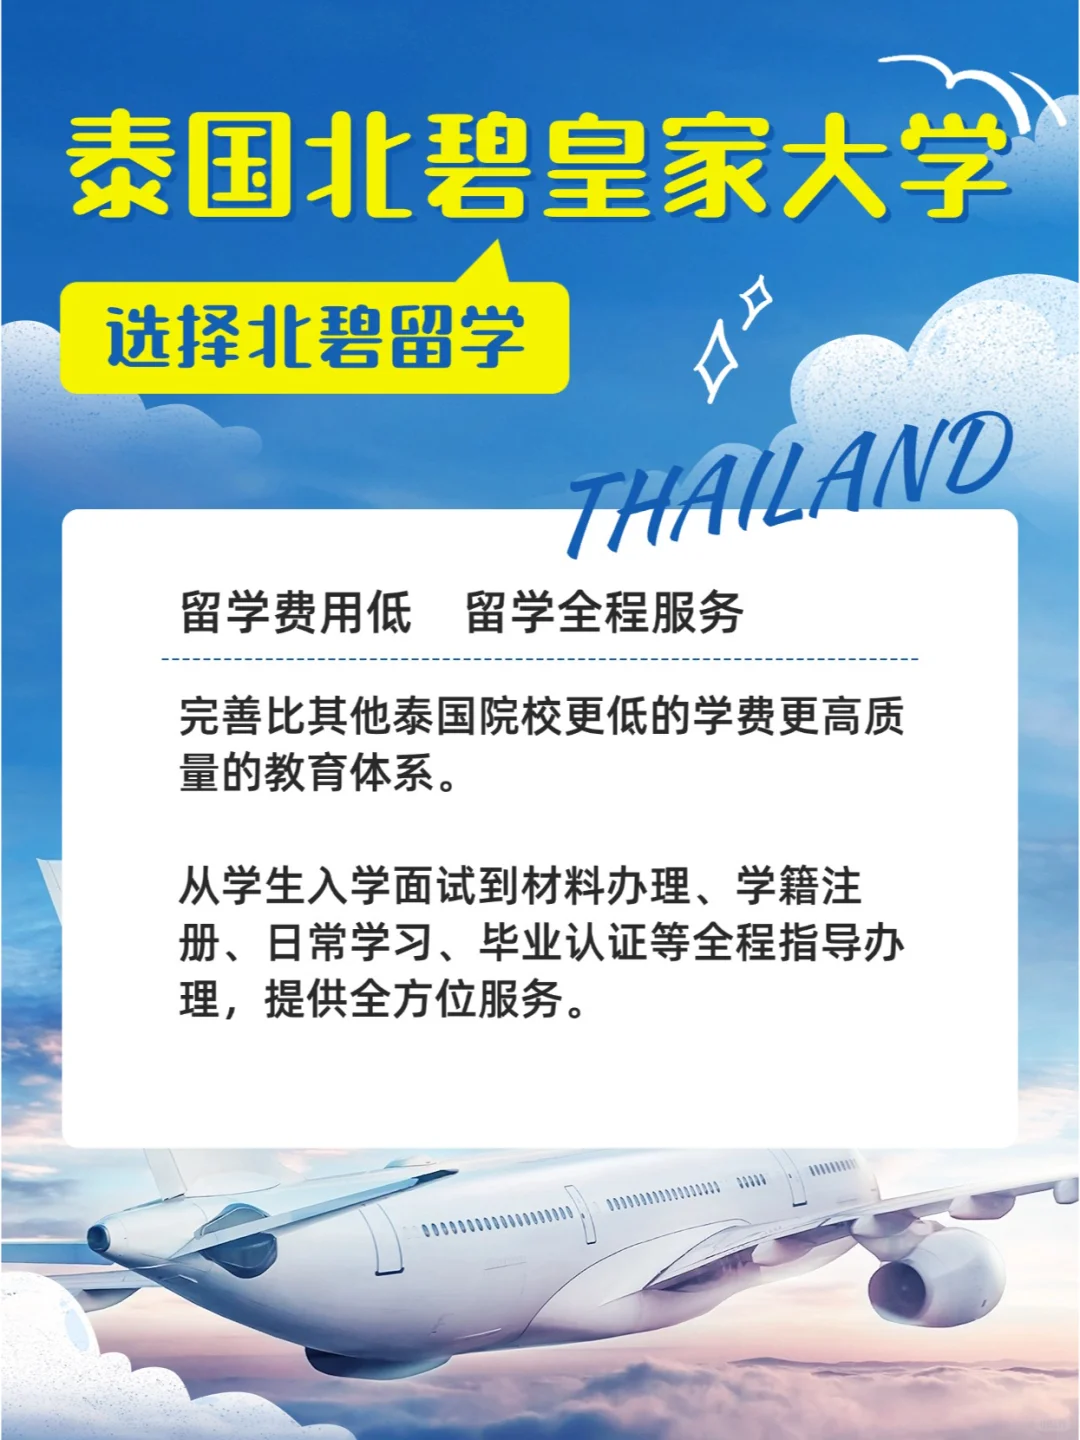 泰国北碧皇家大学
选择北碧留学
THAILAND
留学费用低 留学全程服务
完善比其他泰国院校更低的学费更高质
量的教育体系。
从学生入学面试到材料办理、学籍注
册、日常学习、毕业认证等全程指导办
理，提供全方位服务。